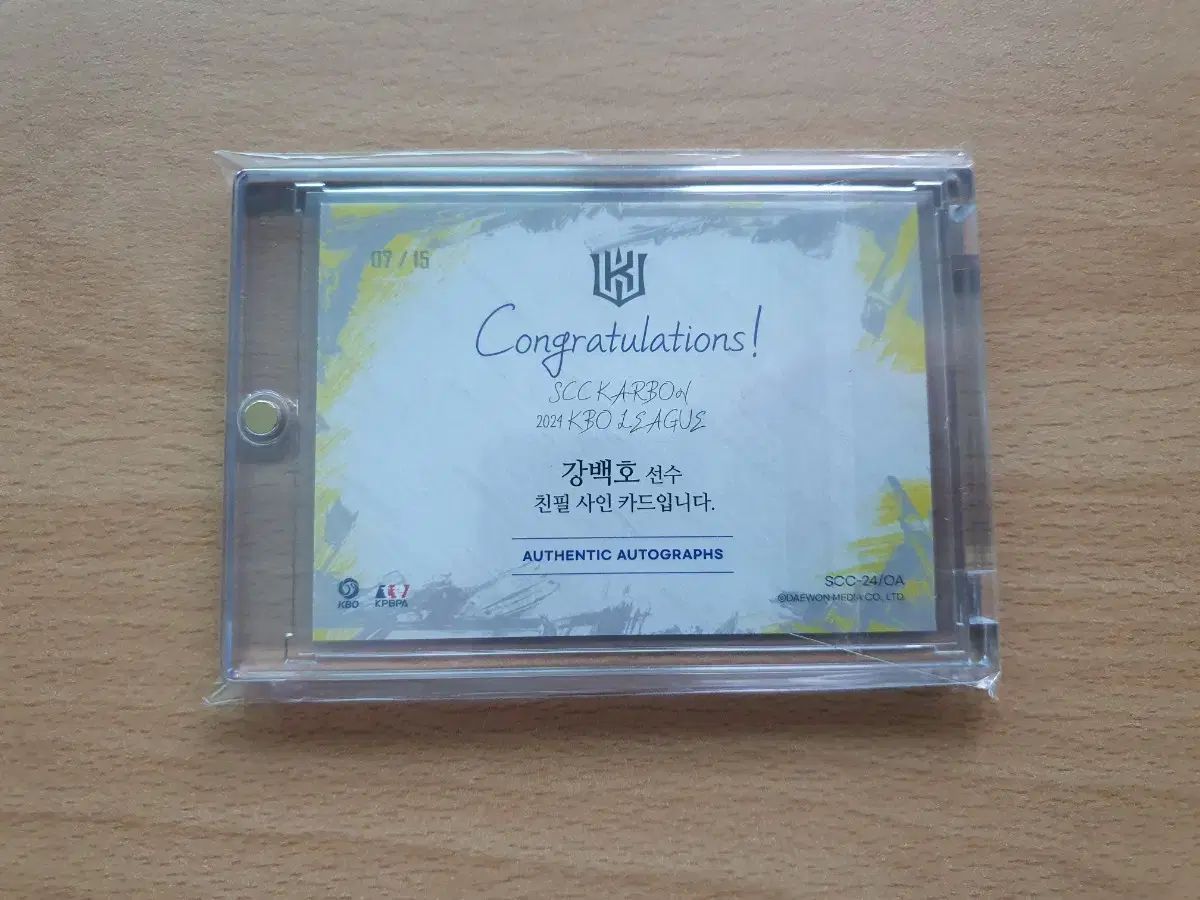 07 / 15
Congratulations!
SCC KARBON
2024 KBO LEAGUE
강백호 선수
친필 사인 카드입니다.
AUTHENTIC AUTOGRAPHS
KBO
KPBPA
SCC-24/OA
©DAEWON MEDIA CO., LTD.